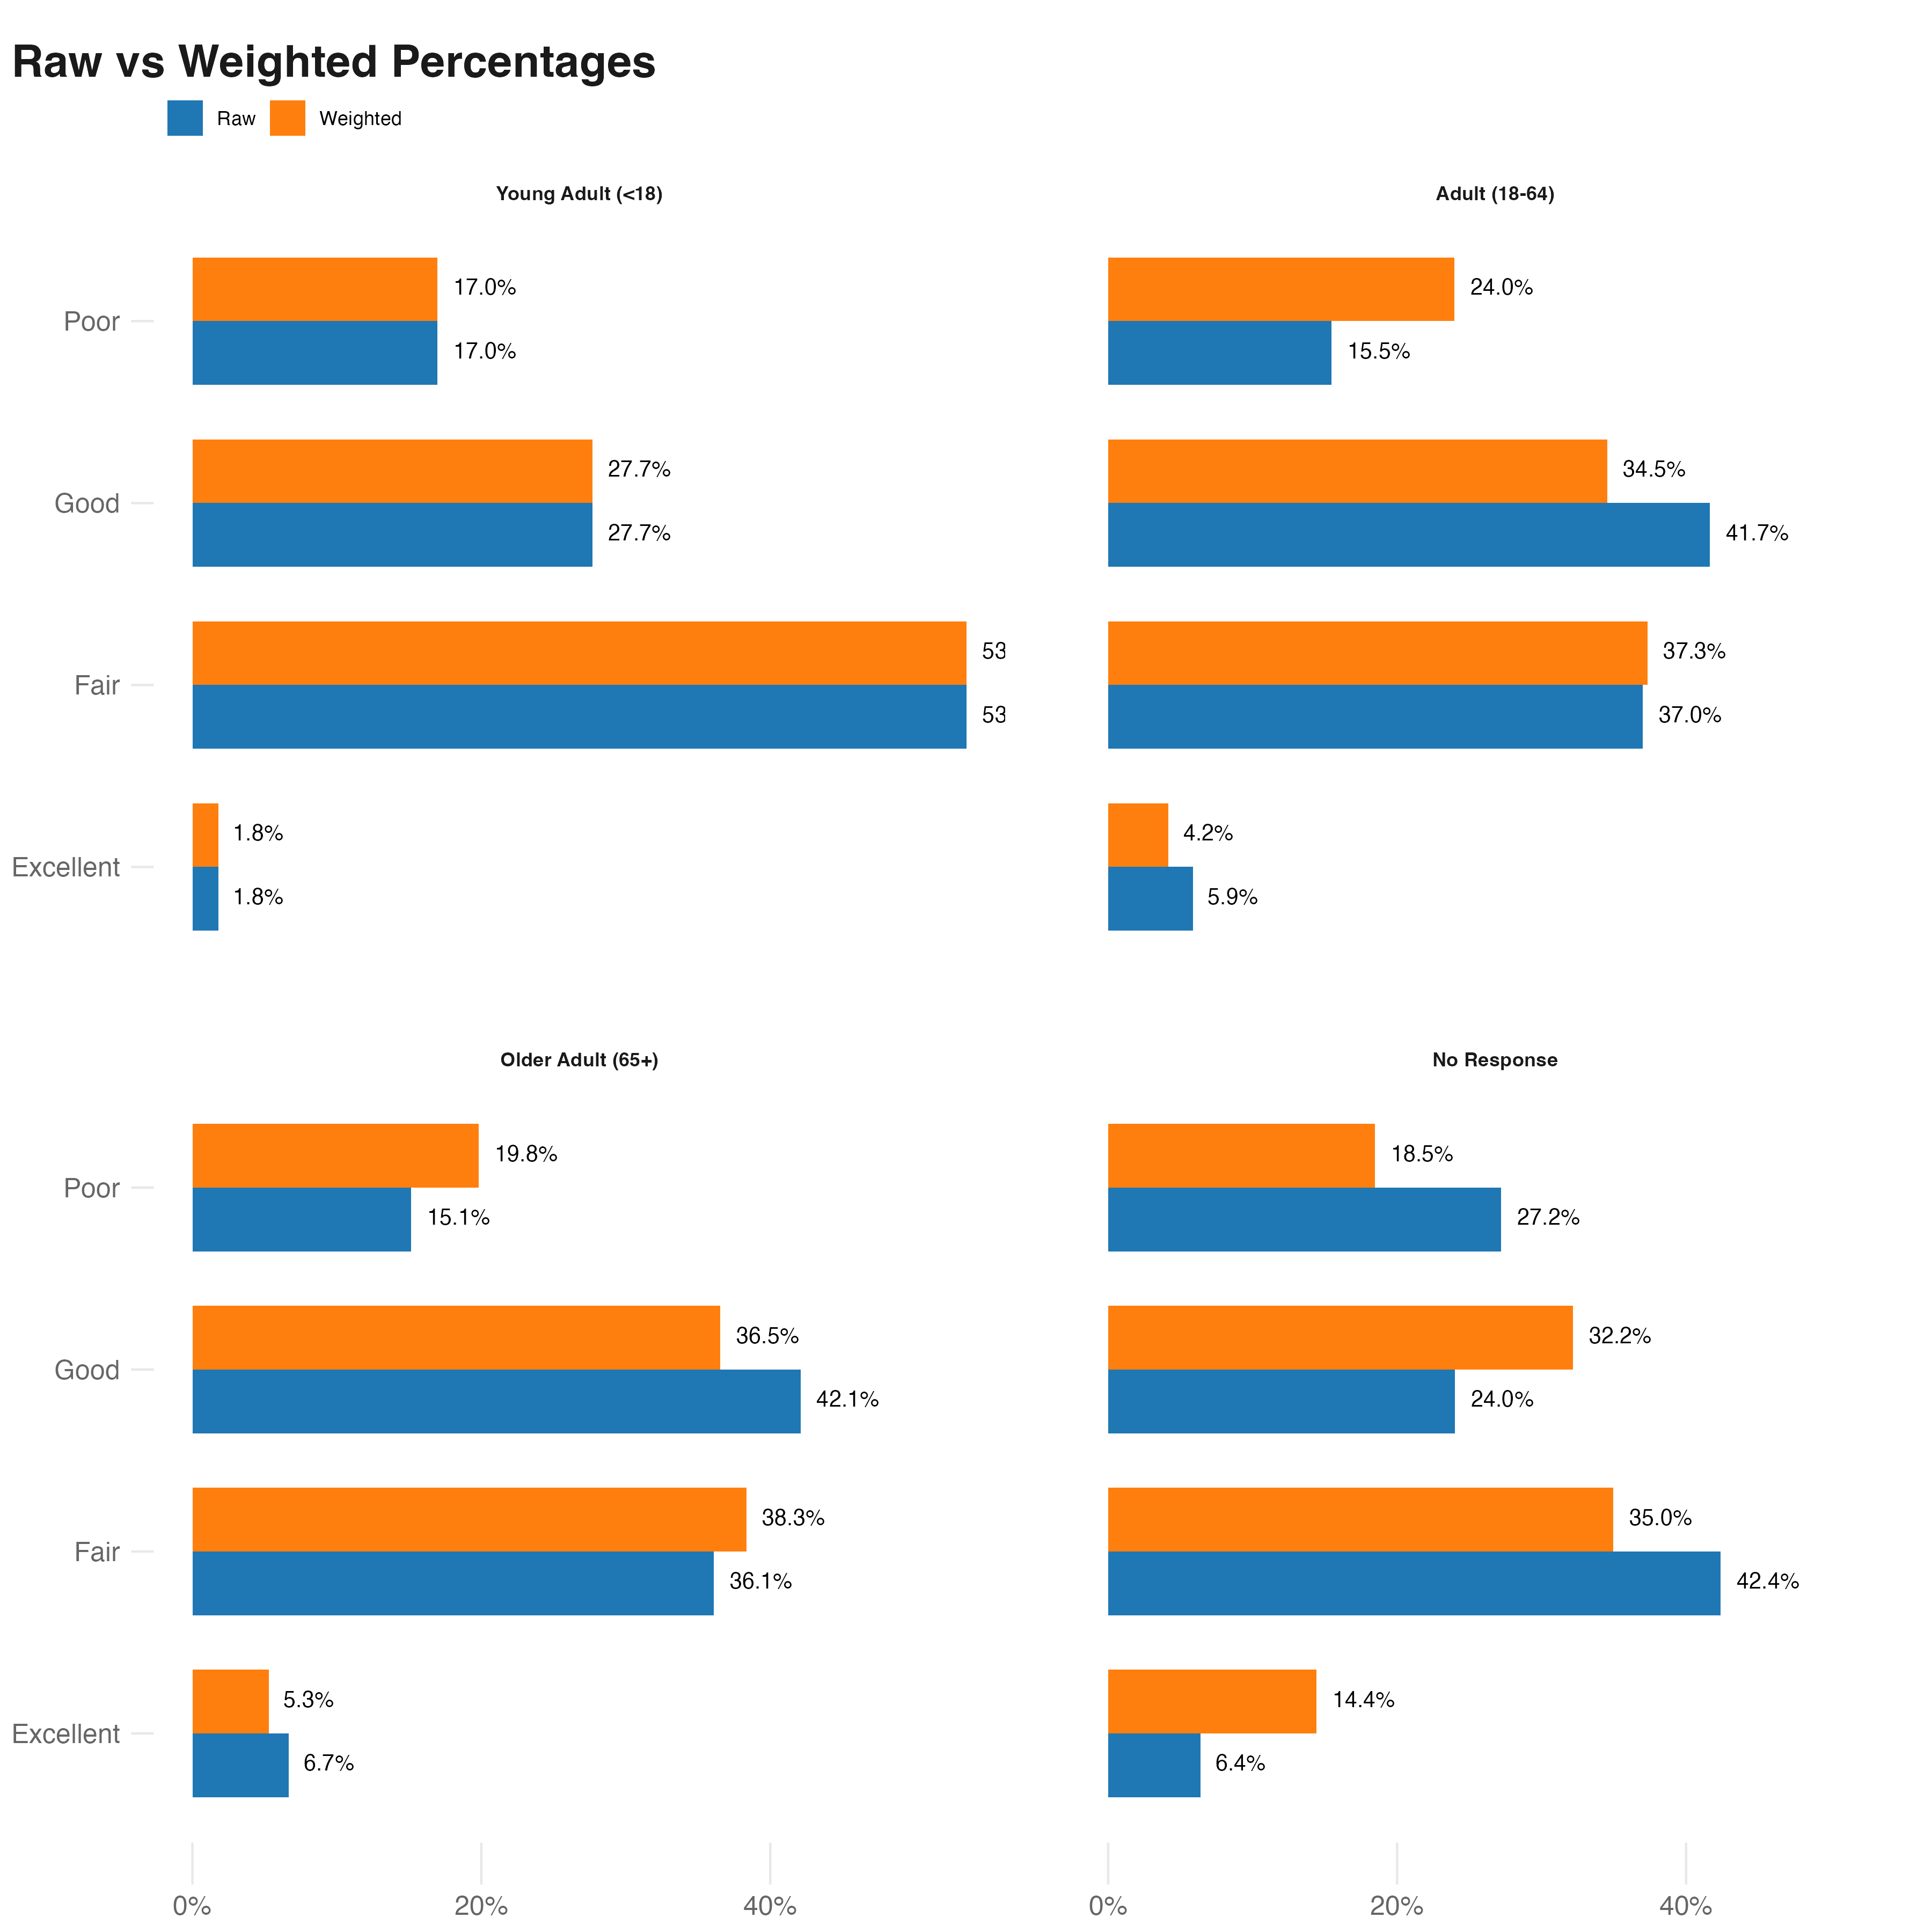 Raw vs Weighted Percentages
Raw Weighted
Young Adult (<18)
Poor
17.0%
17.0%
Good
27.7%
27.7%
Fair
53
53
Excellent
1.8%
1.8%
Adult (18-64)
24.0%
15.5%
34.5%
41.7%
37.3%
37.0%
4.2%
5.9%
Older Adult (65+)
Poor
19.8%
15.1%
Good
36.5%
42.1%
Fair
38.3%
36.1%
Excellent
5.3%
6.7%
0% 20% 40%
No Response
18.5%
27.2%
32.2%
24.0%
35.0%
42.4%
14.4%
6.4%
0% 20% 40%